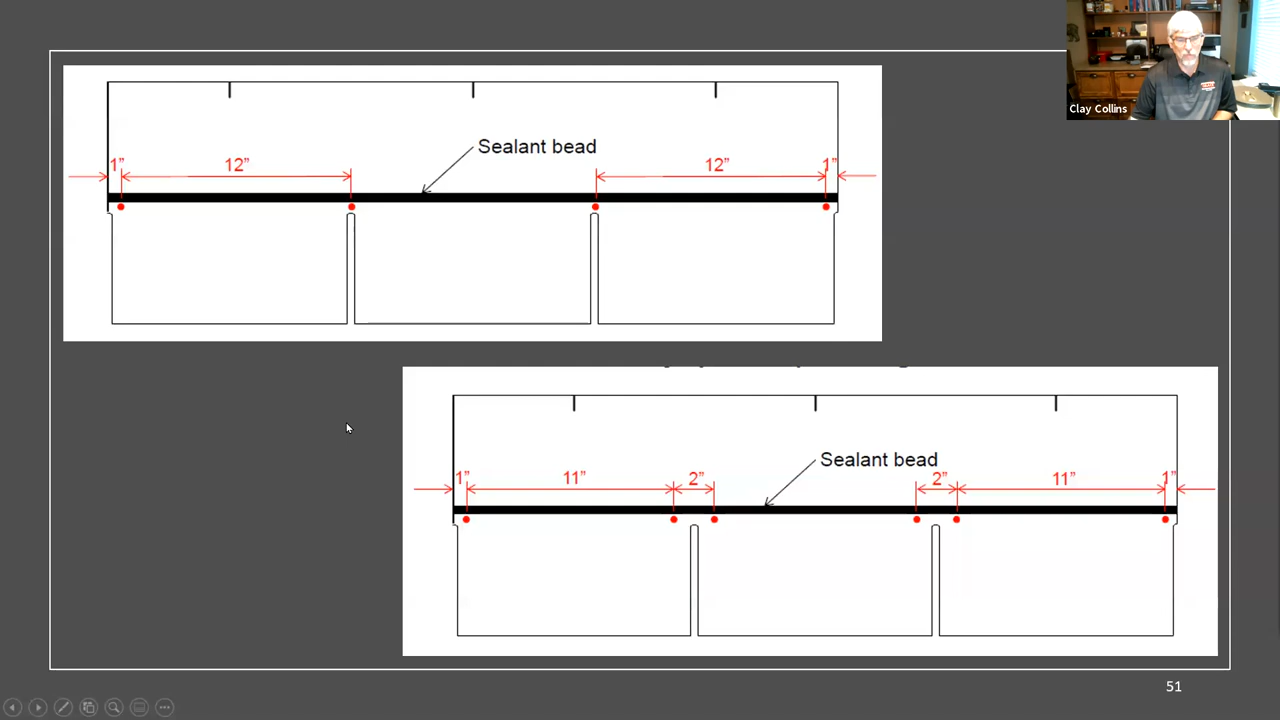 Clay Collins
Sealant bead
1” 12” 12” 1”
Sealant bead
1” 11” 2” 2” 11” 1”
51